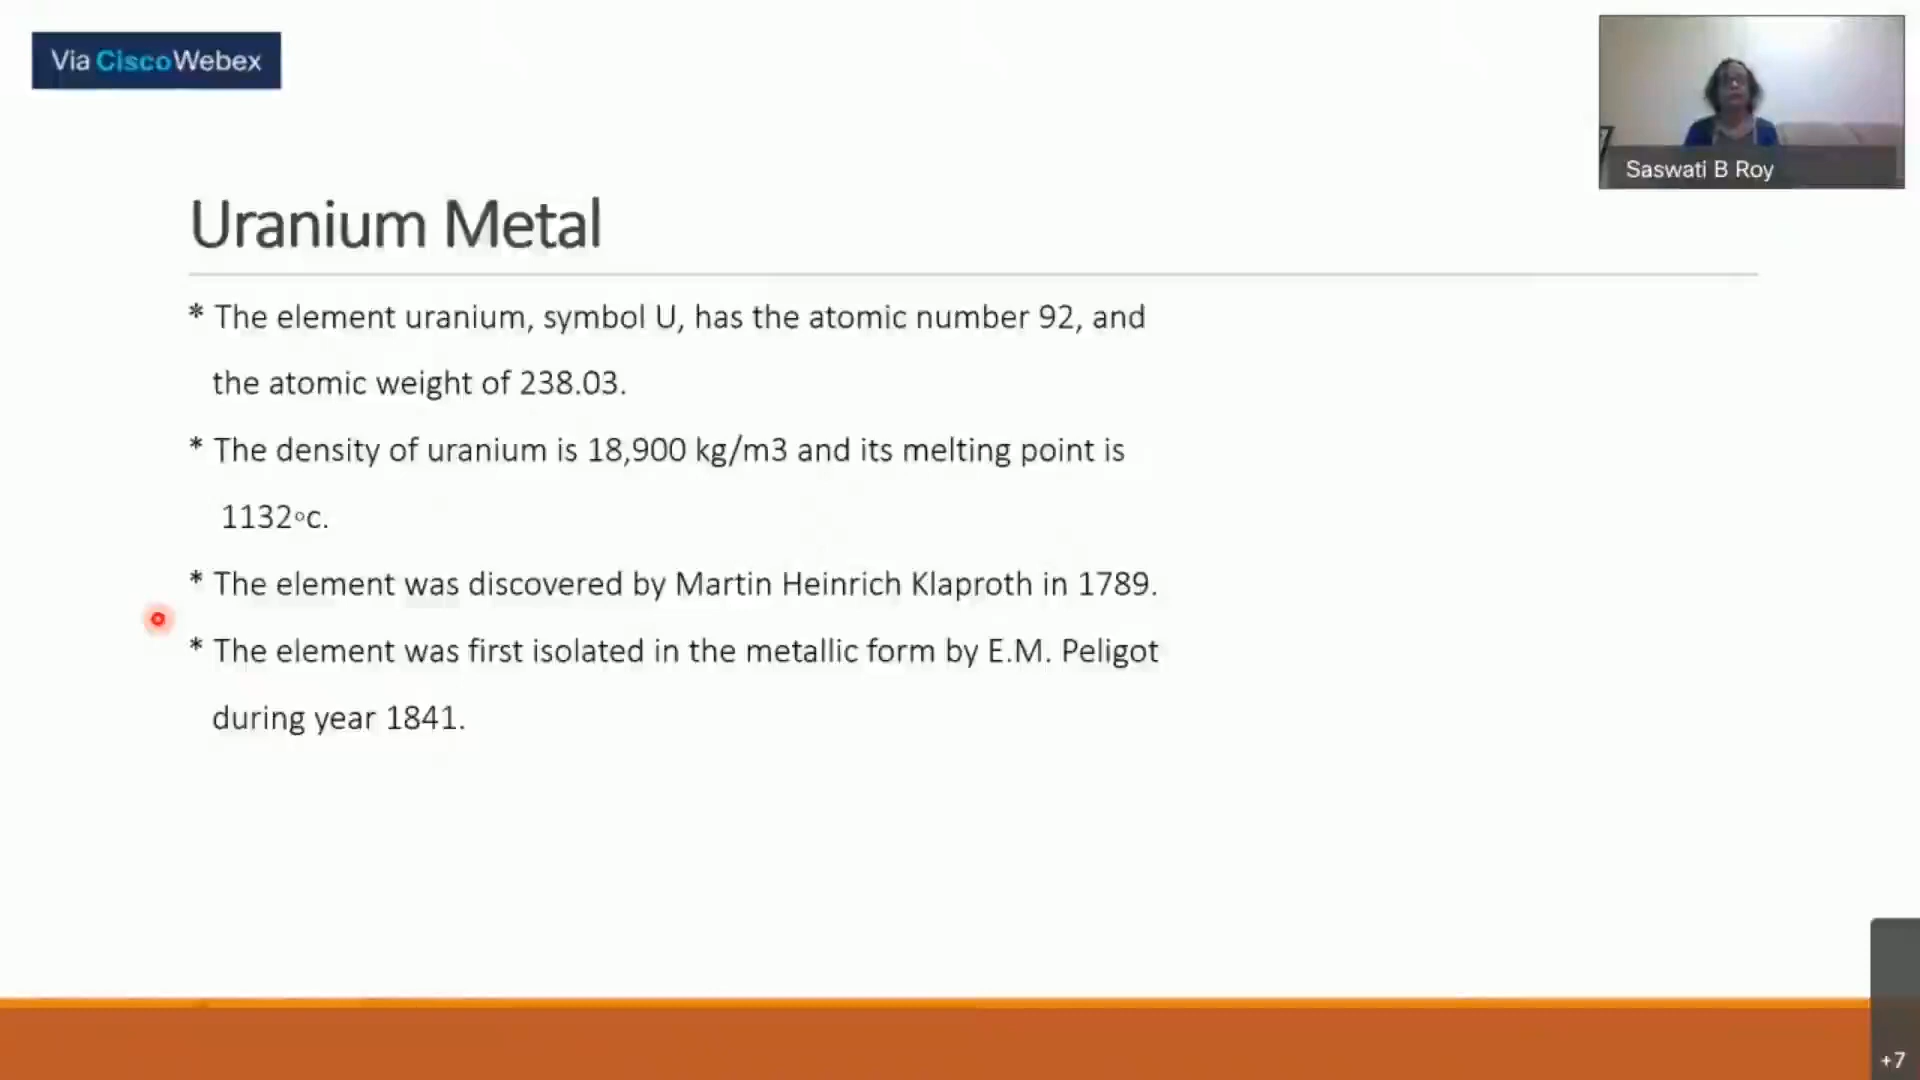 Via CiscoWebex
Saswati B Roy
Uranium Metal
* The element uranium, symbol U, has the atomic number 92, and
the atomic weight of 238.03.
* The density of uranium is 18,900 kg/m3 and its melting point is
1132°c.
* The element was discovered by Martin Heinrich Klaproth in 1789.
* The element was first isolated in the metallic form by E.M. Peligot
during year 1841.
+7